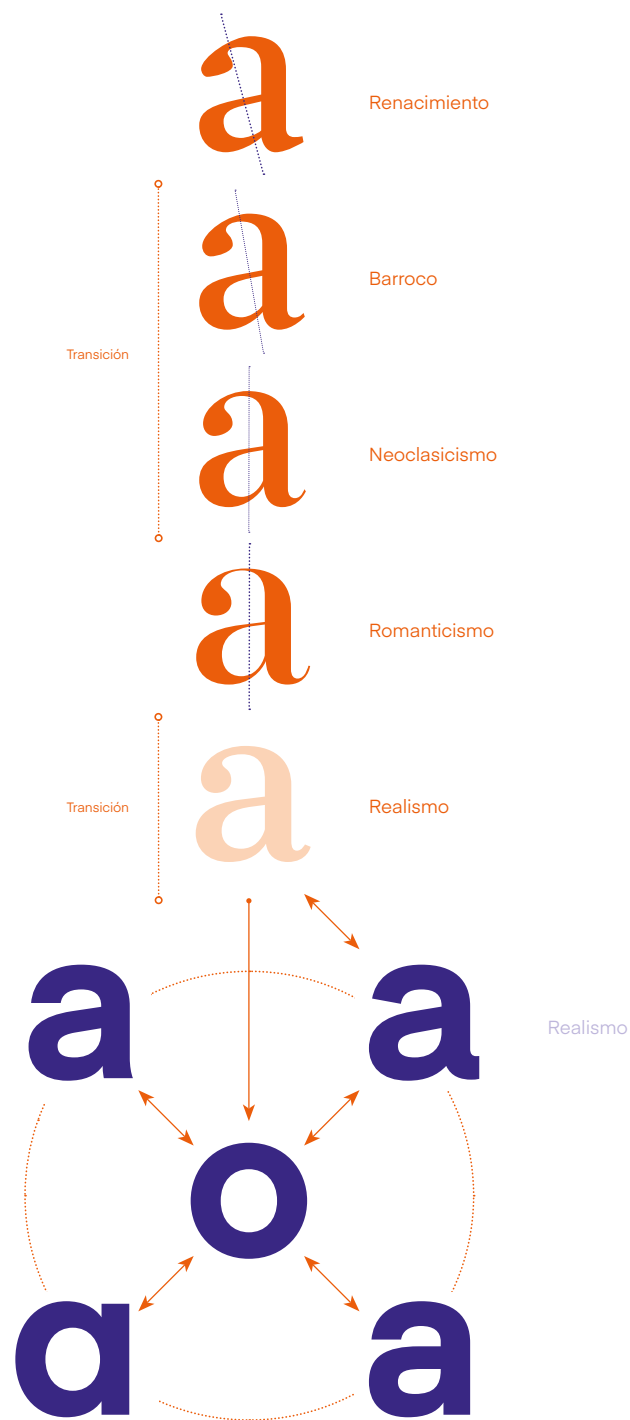 a
Renacimiento
a
Barroco
Transición
a
Neoclasicismo
a
Romanticismo
a
Transición
Realismo
a
a
Realismo
o
ɑ
a